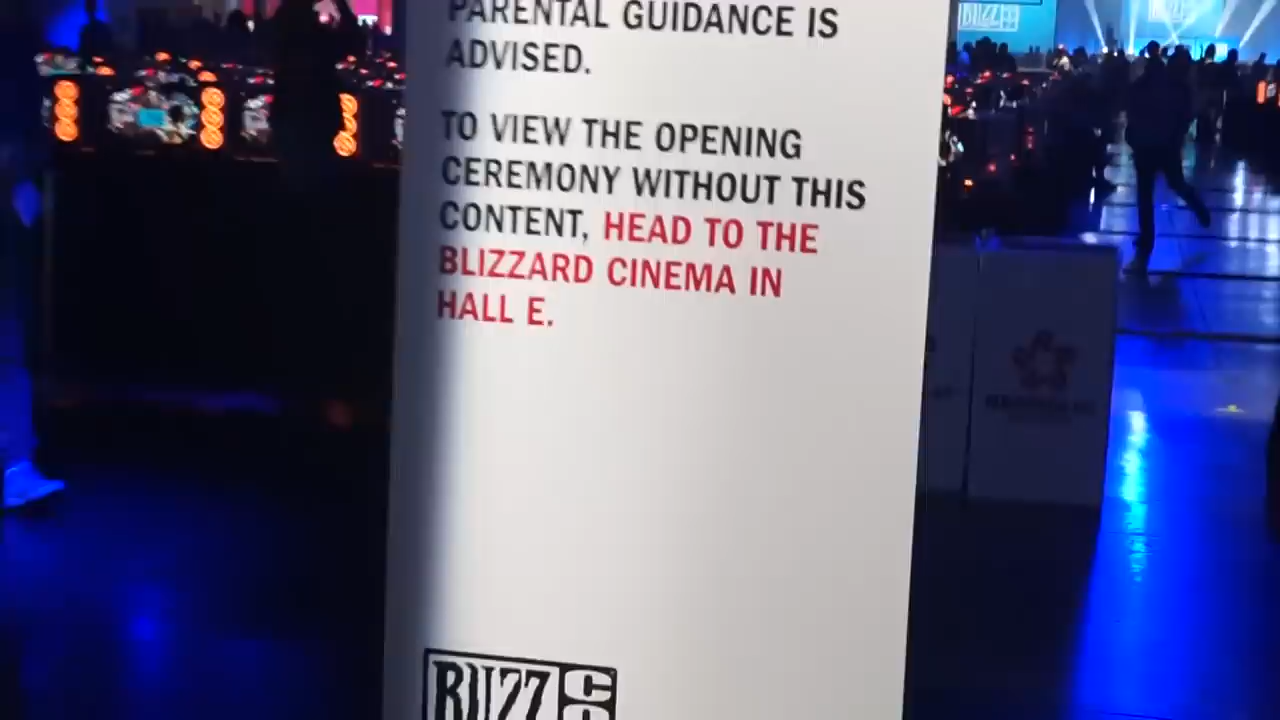 PARENTAL GUIDANCE IS
ADVISED.
TO VIEW THE OPENING
CEREMONY WITHOUT THIS
CONTENT, HEAD TO THE
BLIZZARD CINEMA IN
HALL E.
BLIZZ